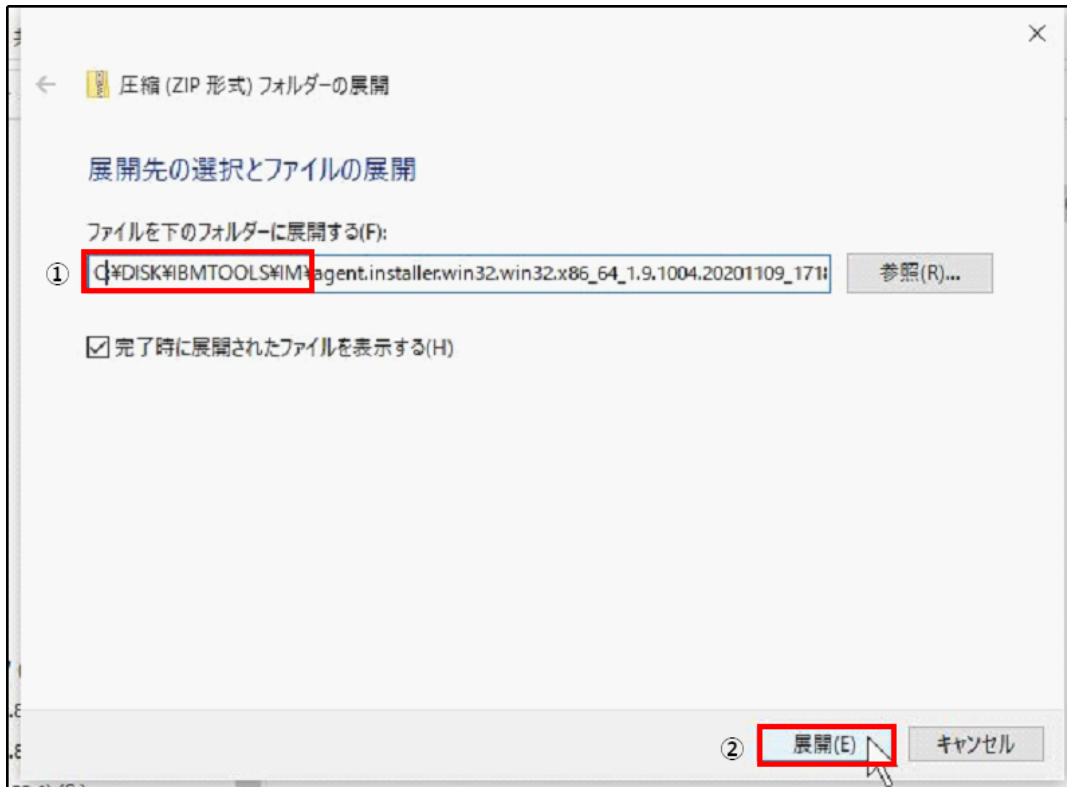 圧縮 (ZIP 形式) フォルダーの展開
展開先の選択とファイルの展開
ファイルを下のフォルダーに展開する(F):
① C:¥DISK¥IBMTOOLS¥IM¥agent.installer.win32.win32.x86_64_1.9.1004.20201109_171 参照(R)...
完了時に展開されたファイルを表示する(H)
② 展開(E) キャンセル